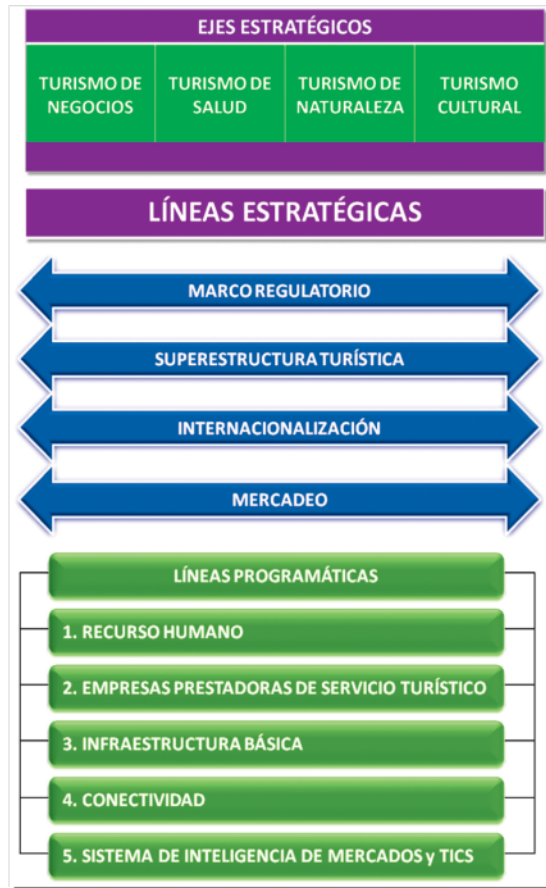 EJES ESTRATÉGICOS
TURISMO DE NEGOCIOS
TURISMO DE SALUD
TURISMO DE NATURALEZA
TURISMO CULTURAL
LÍNEAS ESTRATÉGICAS
MARCO REGULATORIO
SUPERESTRUCTURA TURÍSTICA
INTERNACIONALIZACIÓN
MERCADEO
LÍNEAS PROGRAMÁTICAS
1. RECURSO HUMANO
2. EMPRESAS PRESTADORAS DE SERVICIO TURÍSTICO
3. INFRAESTRUCTURA BÁSICA
4. CONECTIVIDAD
5. SISTEMA DE INTELIGENCIA DE MERCADOS y TICS